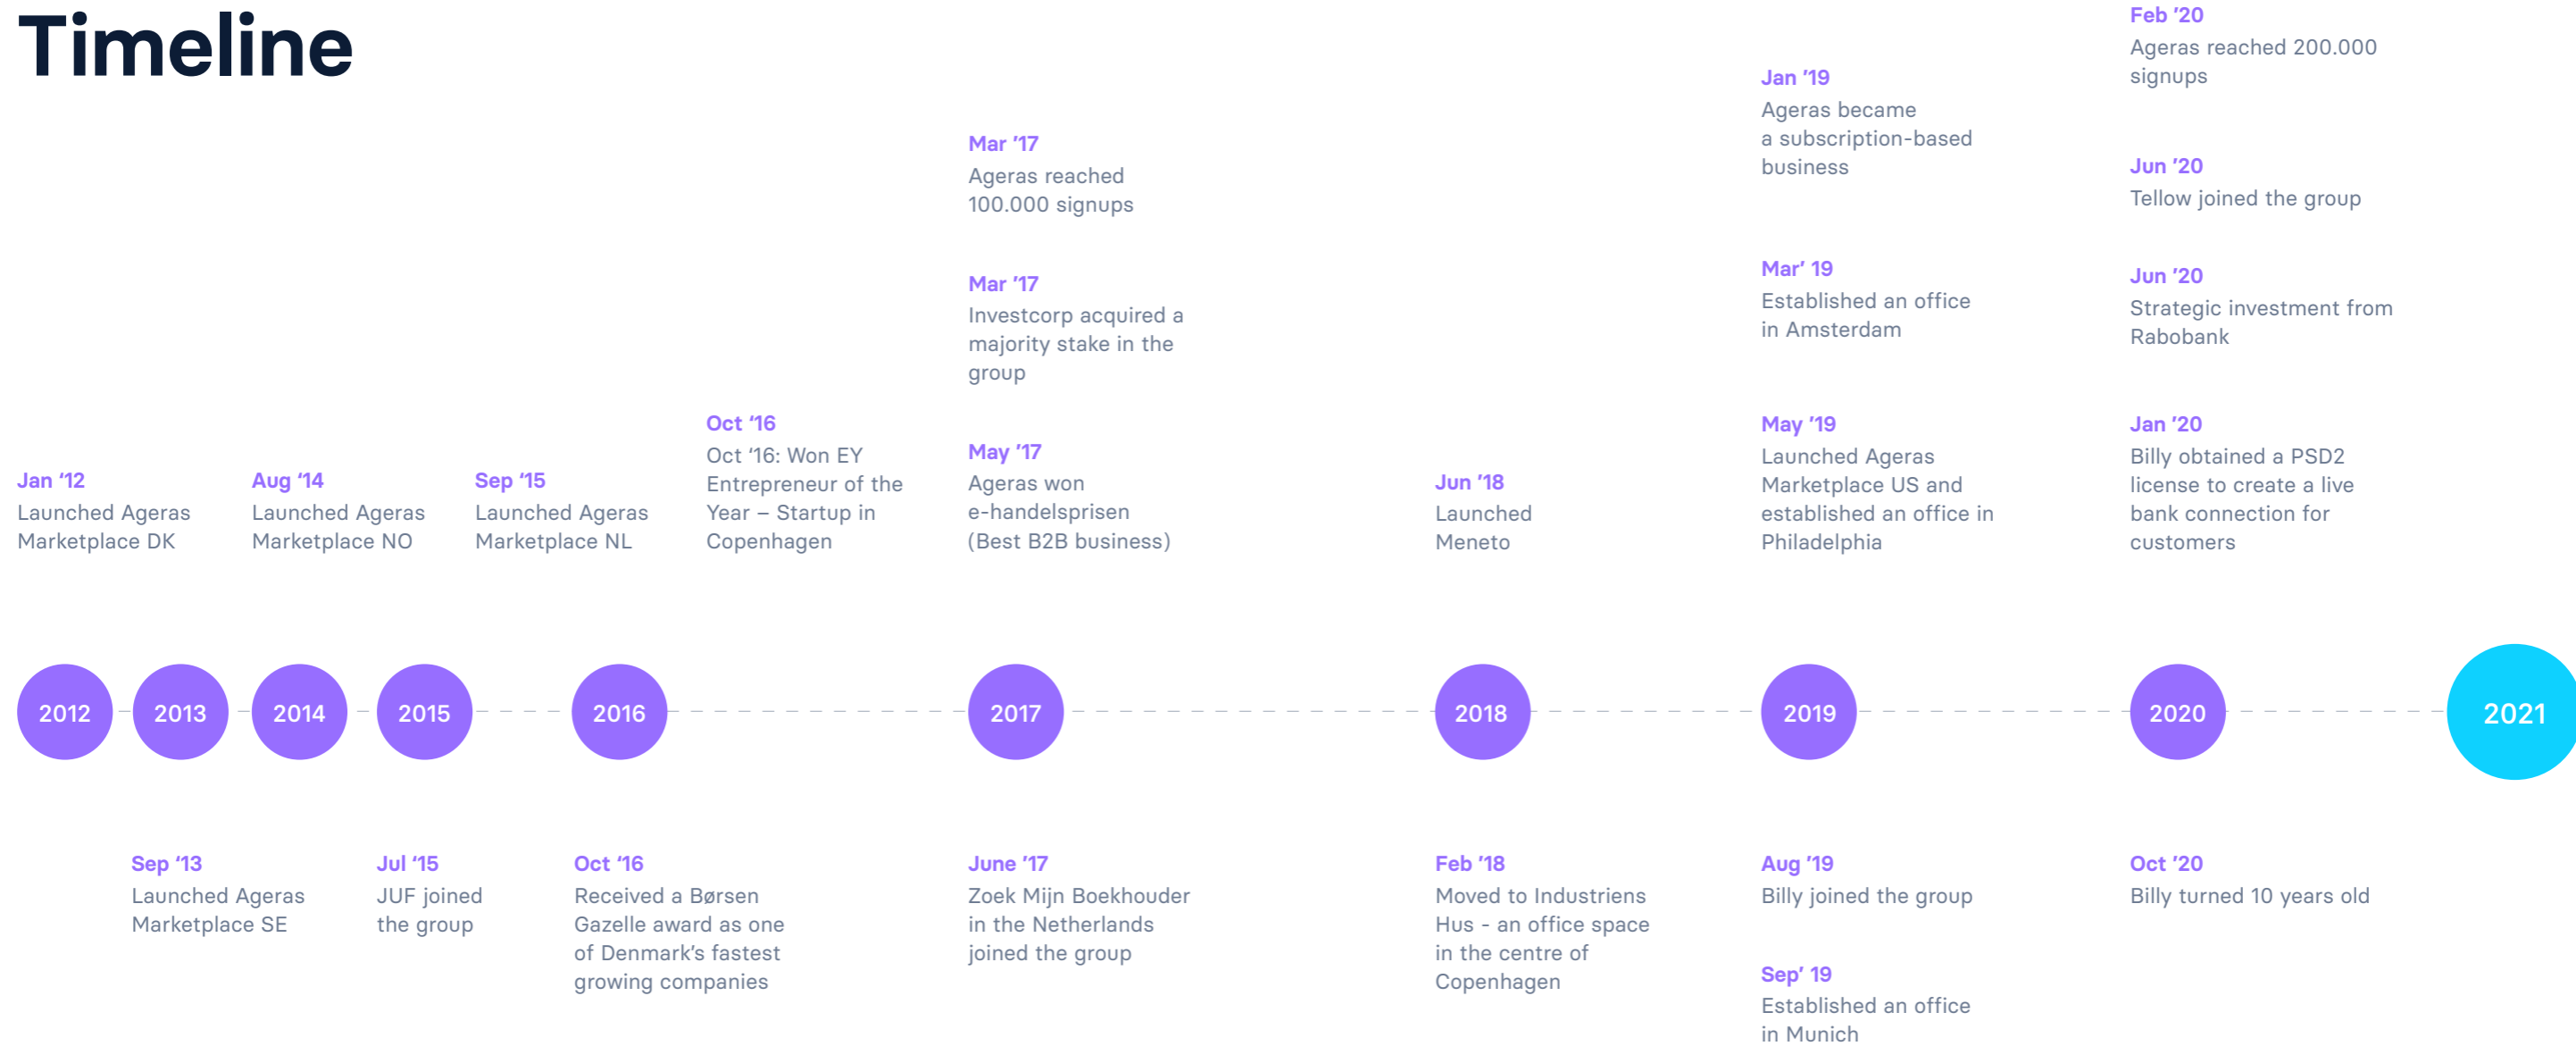 Timeline
Jan ‘12
Launched Ageras
Marketplace DK
Aug ‘14
Launched Ageras
Marketplace NO
Sep ‘15
Launched Ageras
Marketplace NL
Oct ‘16
Oct ‘16: Won EY
Entrepreneur of the
Year – Startup in
Copenhagen
Mar ’17
Ageras reached
100.000 signups
Mar ’17
Investcorp acquired a
majority stake in the
group
May ’17
Ageras won
e-handelsprisen
(Best B2B business)
Jun ’18
Launched
Meneto
Jan ’19
Ageras became
a subscription-based
business
Mar’ 19
Established an office
in Amsterdam
May ’19
Launched Ageras
Marketplace US and
established an office in
Philadelphia
Feb ’20
Ageras reached 200.000
signups
Jun ’20
Tellow joined the group
Jun ’20
Strategic investment from
Rabobank
Jan ’20
Billy obtained a PSD2
license to create a live
bank connection for
customers
2012
2013
2014
2015
2016
2017
2018
2019
2020
2021
Sep ‘13
Launched Ageras
Marketplace SE
Jul ‘15
JUF joined
the group
Oct ‘16
Received a Børsen
Gazelle award as one
of Denmark’s fastest
growing companies
June ’17
Zoek Mijn Boekhouder
in the Netherlands
joined the group
Feb ’18
Moved to Industriens
Hus - an office space
in the centre of
Copenhagen
Aug ’19
Billy joined the group
Sep’ 19
Established an office
in Munich
Oct ’20
Billy turned 10 years old